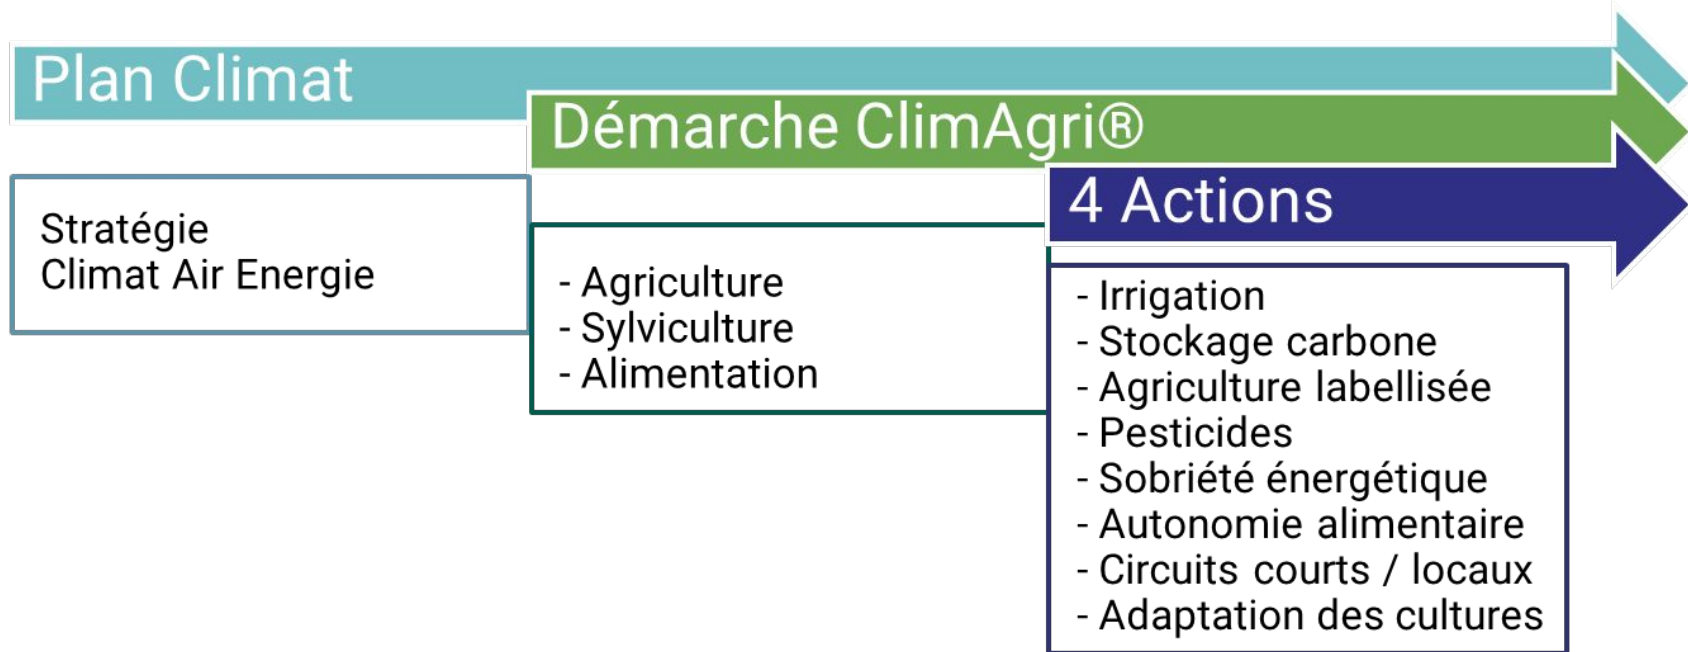 Plan Climat
Stratégie
Climat Air Energie
Démarche ClimAgri®
- Agriculture
- Sylviculture
- Alimentation
4 Actions
- Irrigation
- Stockage carbone
- Agriculture labellisée
- Pesticides
- Sobriété énergétique
- Autonomie alimentaire
- Circuits courts / locaux
- Adaptation des cultures